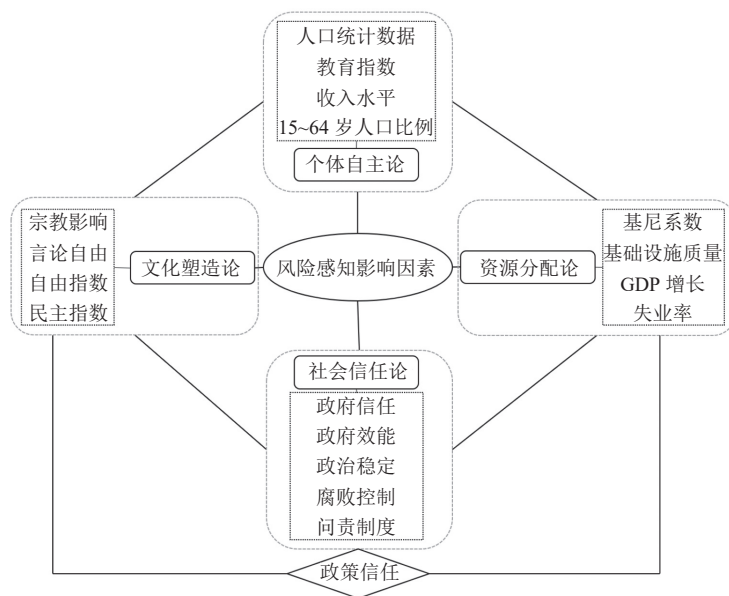 人口统计数据
教育指数
收入水平
15~64 岁人口比例
个体自主论
宗教影响
言论自由
自由指数
民主指数
文化塑造论
风险感知影响因素
资源分配论
基尼系数
基础设施质量
GDP 增长
失业率
社会信任论
政府信任
政府效能
政治稳定
腐败控制
问责制度
政策信任